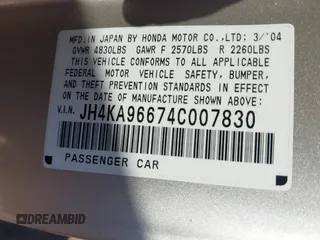 MFD.IN JAPAN BY HONDA MOTOR CO.,LTD: 3/'04
GVWR 4830LBS GAWR F 2570LBS R 2260LBS
THIS VEHICLE CONFORMS TO ALL APPLICABLE
FEDERAL MOTOR VEHICLE SAFETY, BUMPER,
AND THEFT PREVENTION STANDARDS IN EFFECT
ON THE DATE OF MANUFACTURE SHOWN ABOVE.
V.I.N. JH4KA96674C007830
PASSENGER CAR
DREAMBID